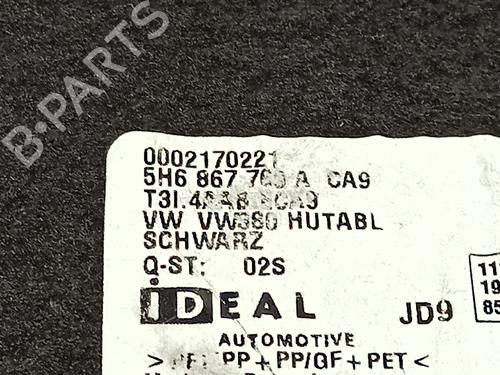 B-PARTS
0002170221
5H6 867 769 A CA9
VW VW380 HUTABL
SCHWARZ
Q-ST: 02S
iDEAL
JD9
AUTOMOTIVE
PP+PP/GF+PET<